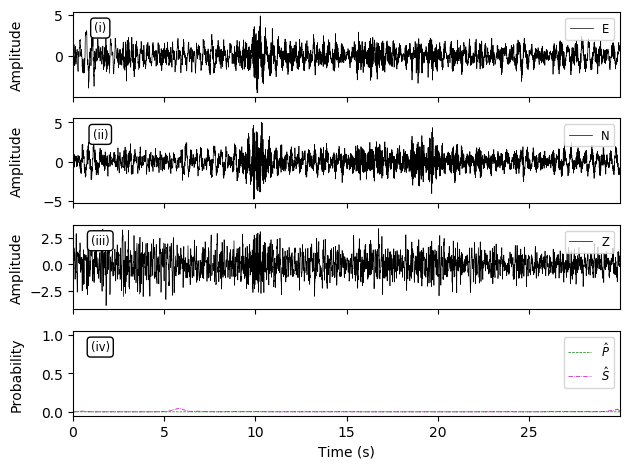 5
0
Amplitude
(i)
E
5
0
-5
Amplitude
(ii)
N
2.5
0.0
−2.5
Amplitude
(iii)
Z
1.0
0.5
0.0
Probability
(iv)
P̂
Ŝ
0 5 10 15 20 25
Time (s)